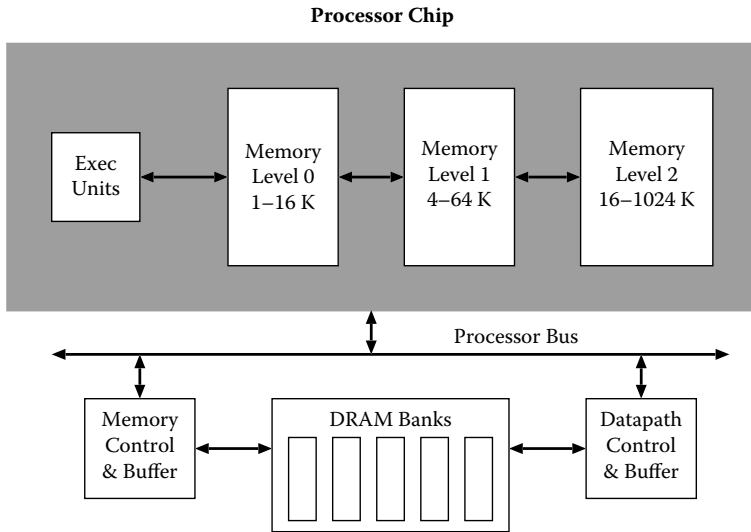 Processor Chip
Exec
Units
Memory
Level 0
1–16 K
Memory
Level 1
4–64 K
Memory
Level 2
16–1024 K
Processor Bus
Memory
Control
& Buffer
DRAM Banks
Datapath
Control
& Buffer